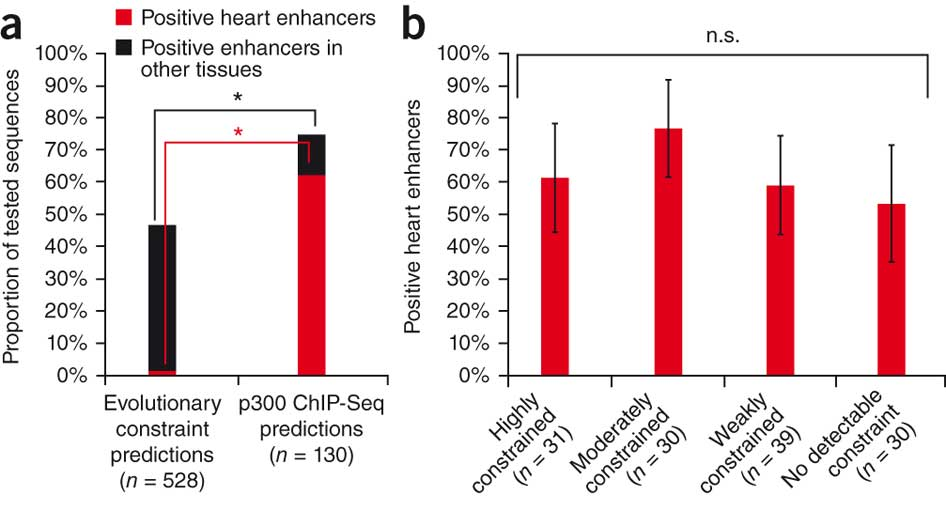 a
Positive heart enhancers
Positive enhancers in
other tissues
Proportion of tested sequences
100%
90%
80%
70%
60%
50%
40%
30%
20%
10%
0%
*
*
Evolutionary
constraint
predictions
(n = 528)
p300 ChIP-Seq
predictions
(n = 130)
b
n.s.
Positive heart enhancers
100%
90%
80%
70%
60%
50%
40%
30%
20%
10%
0%
Highly
constrained
(n = 31)
Moderately
constrained
(n = 30)
Weakly
constrained
(n = 39)
No detectable
constraint
(n = 30)